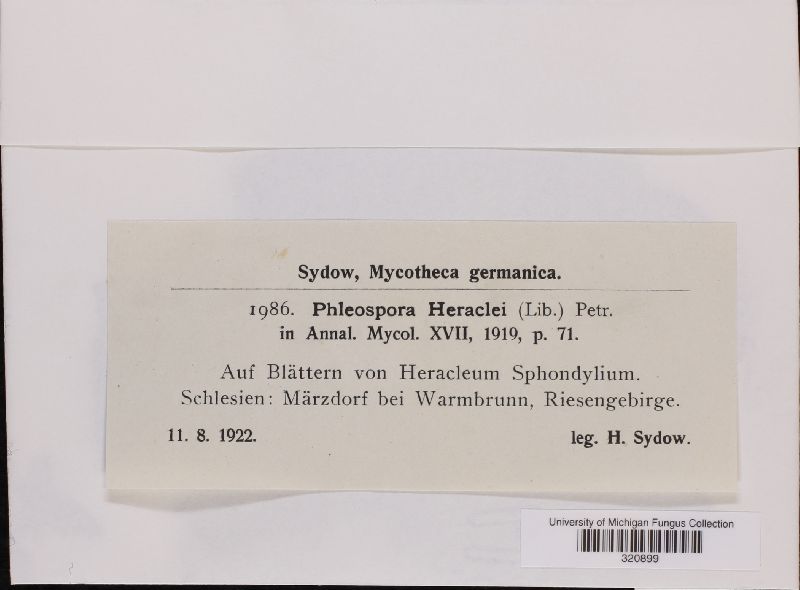 Sydow, Mycotheca germanica.
1986. Phleospora Heraclei (Lib.) Petr.
in Annal. Mycol. XVII, 1919, p. 71.
Auf Blättern von Heracleum Sphondylium.
Schlesien: Märzdorf bei Warmbrunn, Riesengebirge.
11. 8. 1922. leg. H. Sydow.
University of Michigan Fungus Collection
320899